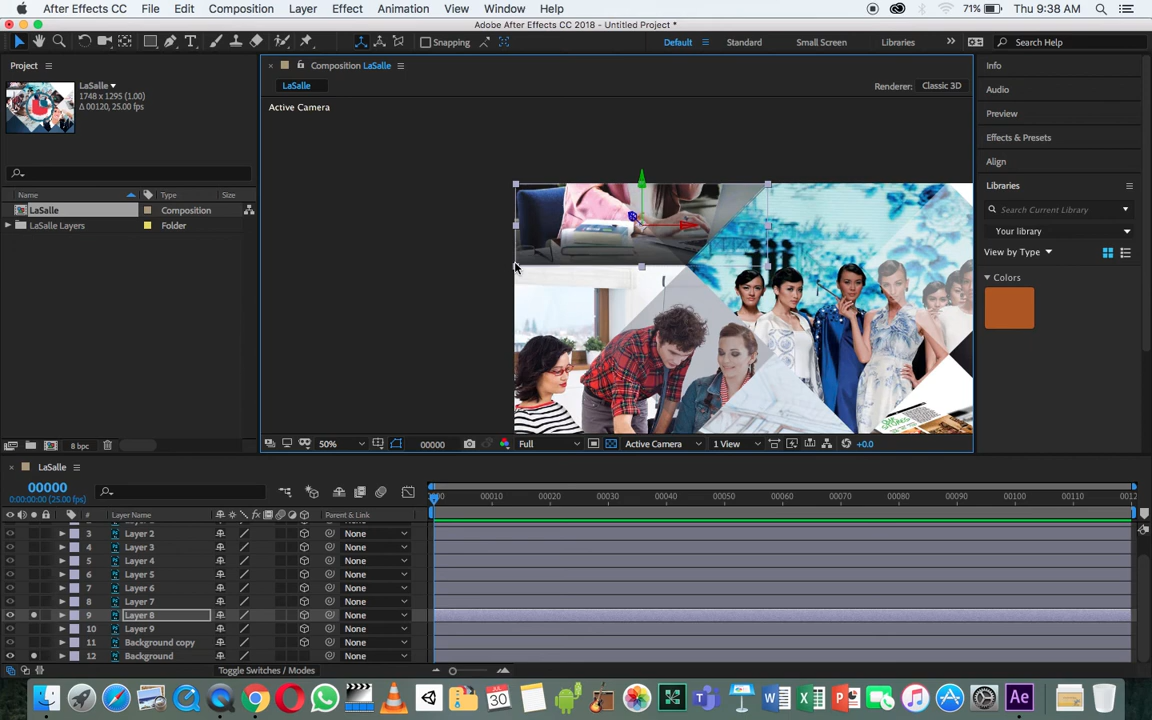 After Effects CC File Edit Composition Layer Effect Animation View Window Help 71% Thu 9:38 AM
Adobe After Effects CC 2018 - Untitled Project *
Snapping Default Standard Small Screen Libraries Search Help
Project
LaSalle
1748 x 1295 (1.00)
Δ 00120, 25.00 fps
Name Type Size
LaSalle Composition
LaSalle Layers Folder
8 bpc
Composition LaSalle
LaSalle
Renderer: Classic 3D
Active Camera
50% 00000 Full Active Camera 1 View +0.0
Info
Audio
Preview
Effects & Presets
Align
Libraries
Search Current Library
Your library
View by Type
Colors
LaSalle
00000
0:00:00:00 (25.00 fps)
00010 00020 00030 00040 00050 00060 00070 00080 00090 00100 00110 0012
# Layer Name Parent & Link
3 Layer 2 None
4 Layer 3 None
5 Layer 4 None
6 Layer 5 None
7 Layer 6 None
8 Layer 7 None
9 Layer 8 None
10 Layer 9 None
11 Background copy None
12 Background None
Toggle Switches / Modes